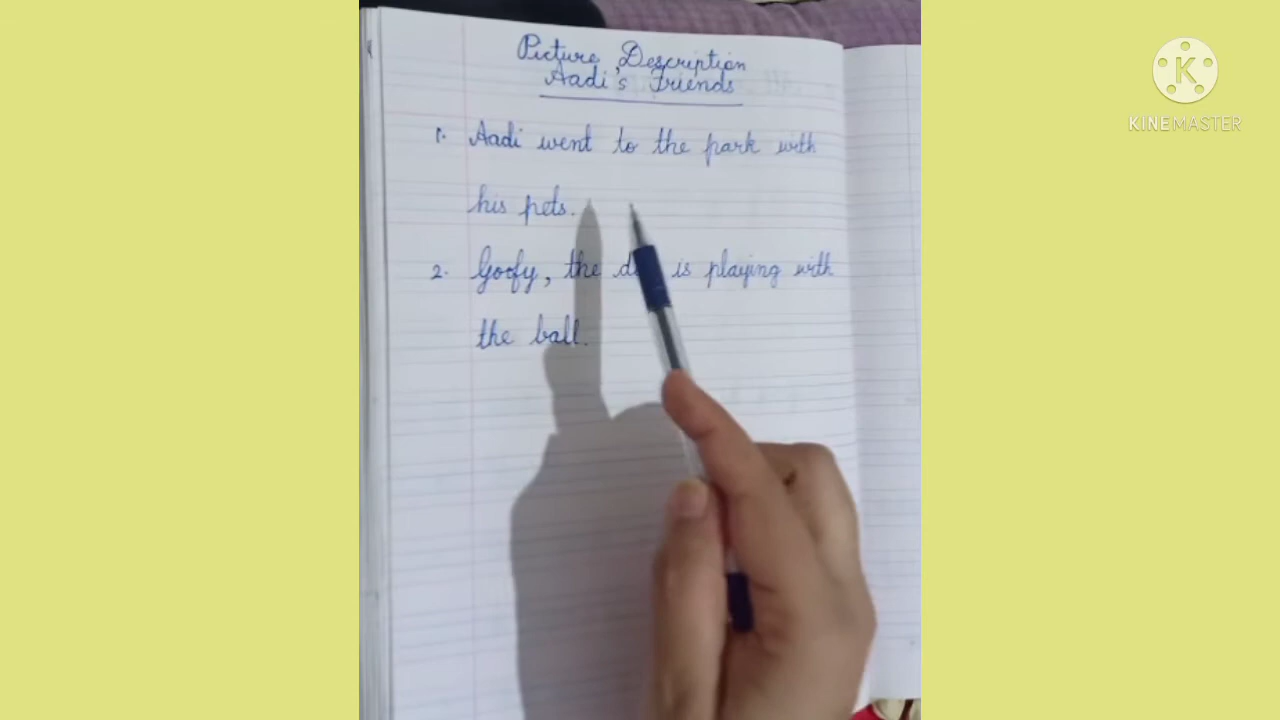 Picture Description
Aadi's Friends
1. Aadi went to the park with
his pets.
2. Goofy, the is playing with
the ball.
KINEMASTER